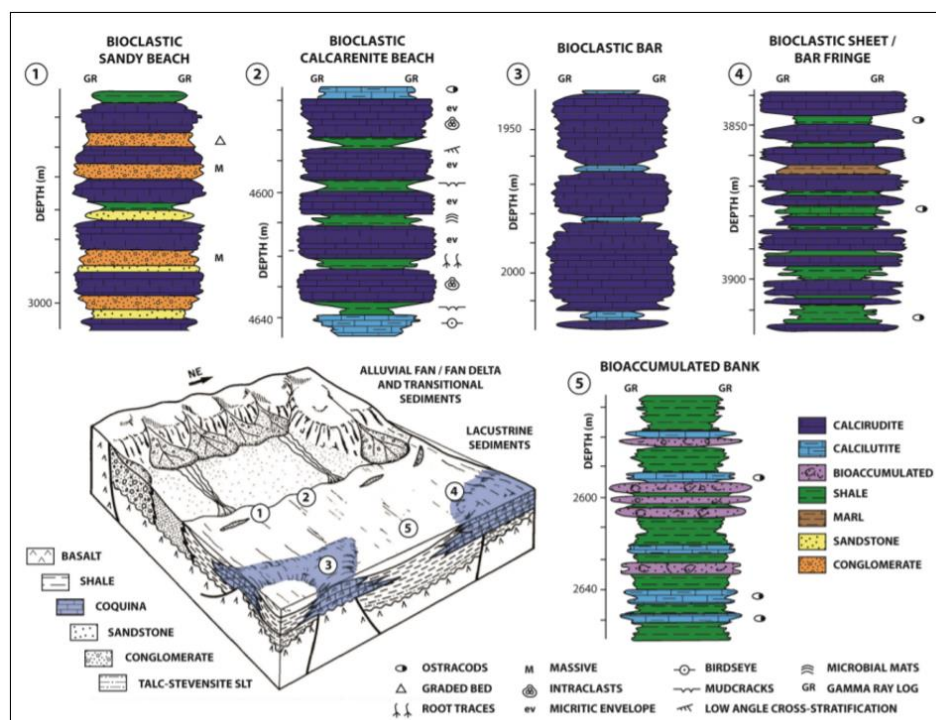 BIOCLASTIC
SANDY BEACH
1
GR GR
DEPTH (m)
3000
M
M
BIOCLASTIC
CALCARENITE BEACH
2
GR GR
DEPTH (m)
4600
4640
ev
ev
ev
ev
BIOCLASTIC BAR
3
GR GR
DEPTH (m)
1950
2000
BIOCLASTIC SHEET /
BAR FRINGE
4
GR GR
DEPTH (m)
3850
3900
NE
ALLUVIAL FAN / FAN DELTA
AND TRANSITIONAL
SEDIMENTS
LACUSTRINE
SEDIMENTS
1
2
3
4
5
BASALT
SHALE
COQUINA
SANDSTONE
CONGLOMERATE
TALC-STEVENSITE SLT
BIOACCUMULATED BANK
5
GR GR
DEPTH (m)
2600
2640
CALCIRUDITE
CALCILUTITE
BIOACCUMULATED
SHALE
MARL
SANDSTONE
CONGLOMERATE
OSTRACODS
M MASSIVE
BIRDSEYE
MICROBIAL MATS
GRADED BED
INTRACLASTS
MUDCRACKS
GR GAMMA RAY LOG
ROOT TRACES
ev MICRITIC ENVELOPE
LOW ANGLE CROSS-STRATIFICATION